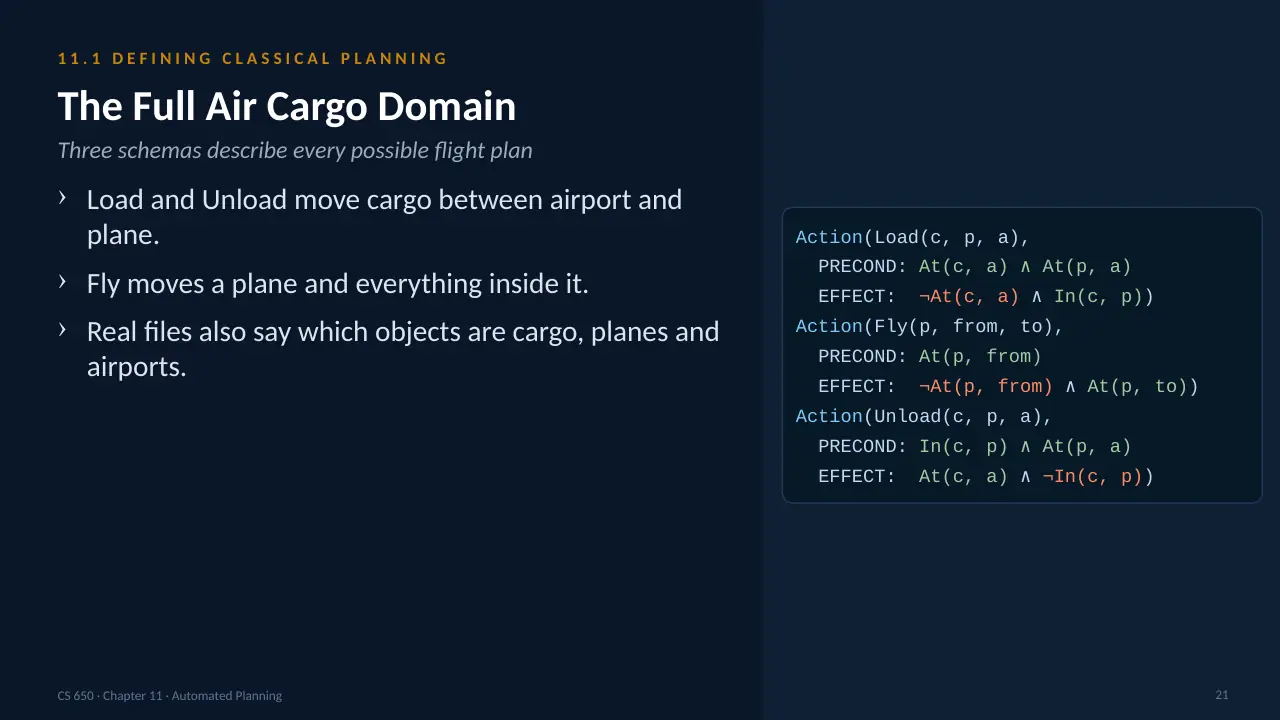 11.1 DEFINING CLASSICAL PLANNING
The Full Air Cargo Domain
Three schemas describe every possible flight plan
› Load and Unload move cargo between airport and
plane.
› Fly moves a plane and everything inside it.
› Real files also say which objects are cargo, planes and
airports.
Action(Load(c, p, a),
  PRECOND: At(c, a) ∧ At(p, a)
  EFFECT:  ¬At(c, a) ∧ In(c, p))
Action(Fly(p, from, to),
  PRECOND: At(p, from)
  EFFECT:  ¬At(p, from) ∧ At(p, to))
Action(Unload(c, p, a),
  PRECOND: In(c, p) ∧ At(p, a)
  EFFECT:  At(c, a) ∧ ¬In(c, p))
CS 650 · Chapter 11 · Automated Planning
21